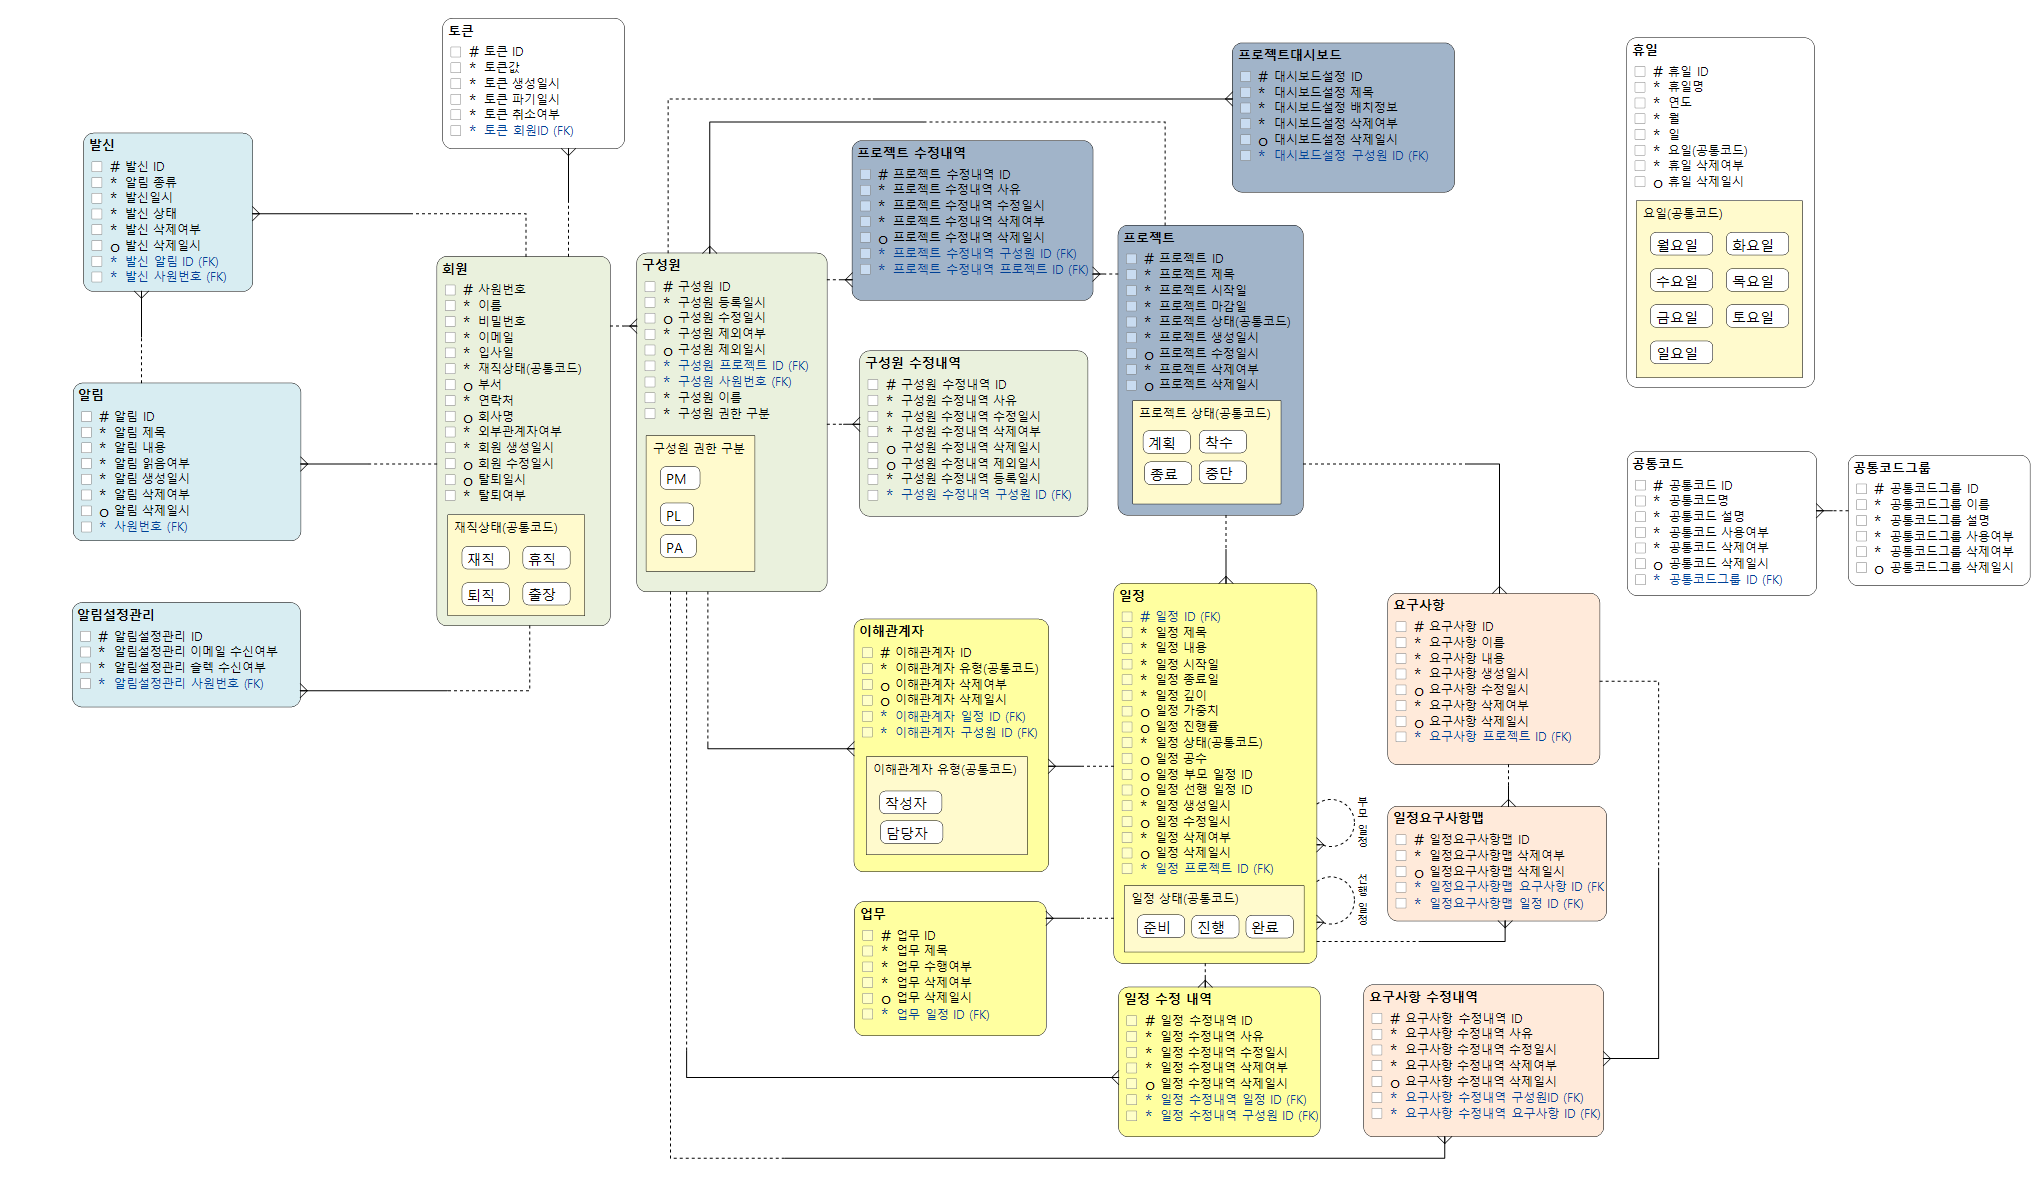 토큰
# 토큰 ID
* 토큰값
* 토큰 생성일시
* 토큰 파기일시
* 토큰 취소여부
* 토큰 회원ID (FK)
발신
# 발신 ID
* 알림 종류
* 발신일시
* 발신 상태
* 발신 삭제여부
o 발신 삭제일시
* 발신 알림 ID (FK)
* 발신 사원번호 (FK)
알림
# 알림 ID
* 알림 제목
* 알림 내용
* 알림 읽음여부
* 알림 생성일시
* 알림 삭제여부
o 알림 삭제일시
* 사원번호 (FK)
알림설정관리
# 알림설정관리 ID
* 알림설정관리 이메일 수신여부
* 알림설정관리 슬랙 수신여부
* 알림설정관리 사원번호 (FK)
회원
# 사원번호
* 이름
* 비밀번호
* 이메일
* 입사일
* 재직상태(공통코드)
o 부서
* 연락처
o 회사명
* 외부관계자여부
* 회원 생성일시
o 회원 수정일시
o 탈퇴일시
* 탈퇴여부
재직상태(공통코드)
재직 휴직
퇴직 출장
구성원
# 구성원 ID
* 구성원 등록일시
o 구성원 수정일시
* 구성원 제외여부
o 구성원 제외일시
* 구성원 프로젝트 ID (FK)
* 구성원 사원번호 (FK)
* 구성원 이름
* 구성원 권한 구분
구성원 권한 구분
PM
PL
PA
프로젝트 수정내역
# 프로젝트 수정내역 ID
* 프로젝트 수정내역 사유
* 프로젝트 수정내역 수정일시
* 프로젝트 수정내역 삭제여부
o 프로젝트 수정내역 삭제일시
* 프로젝트 수정내역 구성원 ID (FK)
* 프로젝트 수정내역 프로젝트 ID (FK)
구성원 수정내역
# 구성원 수정내역 ID
* 구성원 수정내역 사유
* 구성원 수정내역 수정일시
* 구성원 수정내역 삭제여부
o 구성원 수정내역 삭제일시
o 구성원 수정내역 제외일시
* 구성원 수정내역 등록일시
* 구성원 수정내역 구성원 ID (FK)
프로젝트대시보드
# 대시보드설정 ID
* 대시보드설정 제목
* 대시보드설정 배치정보
* 대시보드설정 삭제여부
o 대시보드설정 삭제일시
* 대시보드설정 구성원 ID (FK)
프로젝트
# 프로젝트 ID
* 프로젝트 제목
* 프로젝트 시작일
* 프로젝트 마감일
* 프로젝트 상태(공통코드)
* 프로젝트 생성일시
o 프로젝트 수정일시
* 프로젝트 삭제여부
o 프로젝트 삭제일시
프로젝트 상태(공통코드)
계획 착수
종료 중단
휴일
# 휴일 ID
* 휴일명
* 연도
* 월
* 일
* 요일(공통코드)
* 휴일 삭제여부
o 휴일 삭제일시
요일(공통코드)
월요일 화요일
수요일 목요일
금요일 토요일
일요일
공통코드
# 공통코드 ID
* 공통코드명
* 공통코드 설명
* 공통코드 사용여부
* 공통코드 삭제여부
o 공통코드 삭제일시
* 공통코드그룹 ID (FK)
공통코드그룹
# 공통코드그룹 ID
* 공통코드그룹 이름
* 공통코드그룹 설명
* 공통코드그룹 사용여부
* 공통코드그룹 삭제여부
o 공통코드그룹 삭제일시
이해관계자
# 이해관계자 ID
* 이해관계자 유형(공통코드)
o 이해관계자 삭제여부
o 이해관계자 삭제일시
* 이해관계자 일정 ID (FK)
* 이해관계자 구성원 ID (FK)
이해관계자 유형(공통코드)
작성자
담당자
업무
# 업무 ID
* 업무 제목
* 업무 수행여부
* 업무 삭제여부
o 업무 삭제일시
* 업무 일정 ID (FK)
일정
# 일정 ID (FK)
* 일정 제목
* 일정 내용
* 일정 시작일
* 일정 종료일
* 일정 깊이
o 일정 가중치
o 일정 진행률
* 일정 상태(공통코드)
o 일정 공수
o 일정 부모 일정 ID
o 일정 선행 일정 ID
* 일정 생성일시
o 일정 수정일시
* 일정 삭제여부
o 일정 삭제일시
* 일정 프로젝트 ID (FK)
일정 상태(공통코드)
준비 진행 완료
부모 일정
선행 일정
일정 수정 내역
# 일정 수정내역 ID
* 일정 수정내역 사유
* 일정 수정내역 수정일시
* 일정 수정내역 삭제여부
o 일정 수정내역 삭제일시
* 일정 수정내역 일정 ID (FK)
* 일정 수정내역 구성원 ID (FK)
요구사항
# 요구사항 ID
* 요구사항 이름
* 요구사항 내용
* 요구사항 생성일시
o 요구사항 수정일시
* 요구사항 삭제여부
o 요구사항 삭제일시
* 요구사항 프로젝트 ID (FK)
일정요구사항맵
# 일정요구사항맵 ID
* 일정요구사항맵 삭제여부
o 일정요구사항맵 삭제일시
* 일정요구사항맵 요구사항 ID (FK
* 일정요구사항맵 일정 ID (FK)
요구사항 수정내역
# 요구사항 수정내역 ID
* 요구사항 수정내역 사유
* 요구사항 수정내역 수정일시
* 요구사항 수정내역 삭제여부
o 요구사항 수정내역 삭제일시
* 요구사항 수정내역 구성원ID (FK)
* 요구사항 수정내역 요구사항 ID (FK)